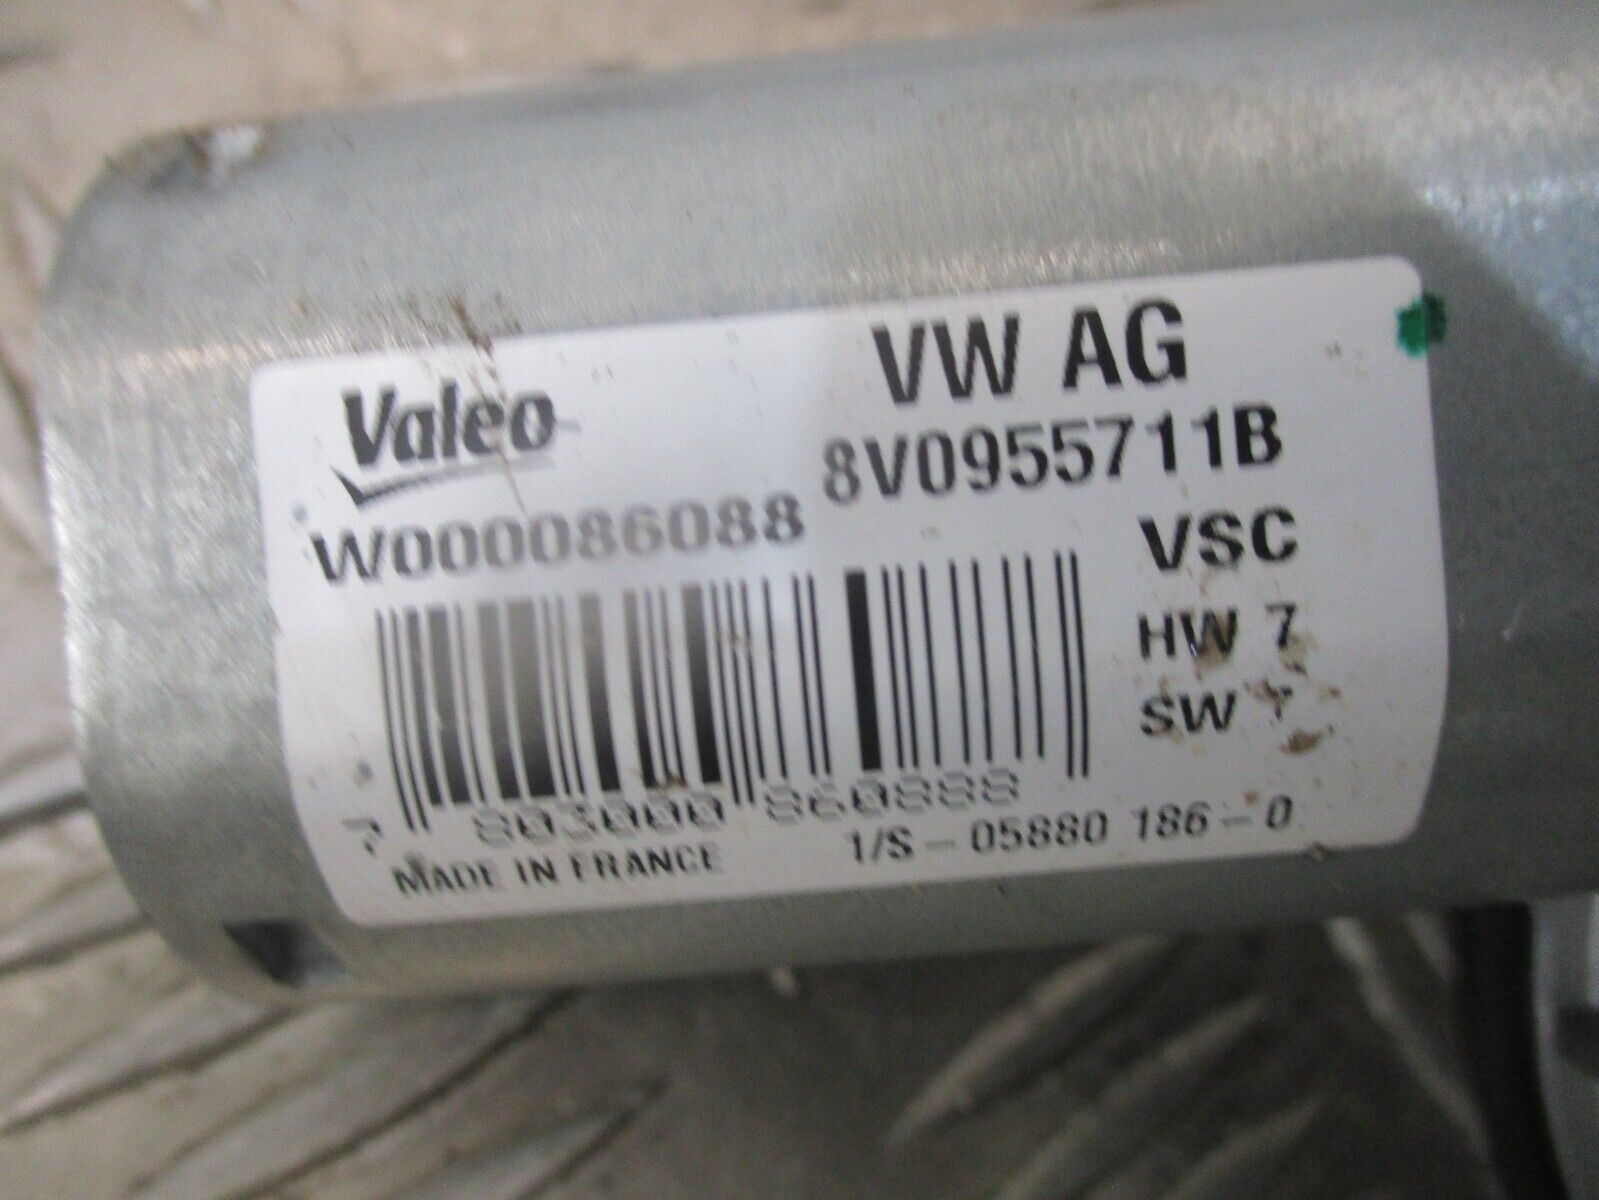 Valeo
VW AG
8V0955711B
W000086088
VSC
HW 7
SW 7
7 803000 860888
MADE IN FRANCE
1/S - 05880 186 - 0